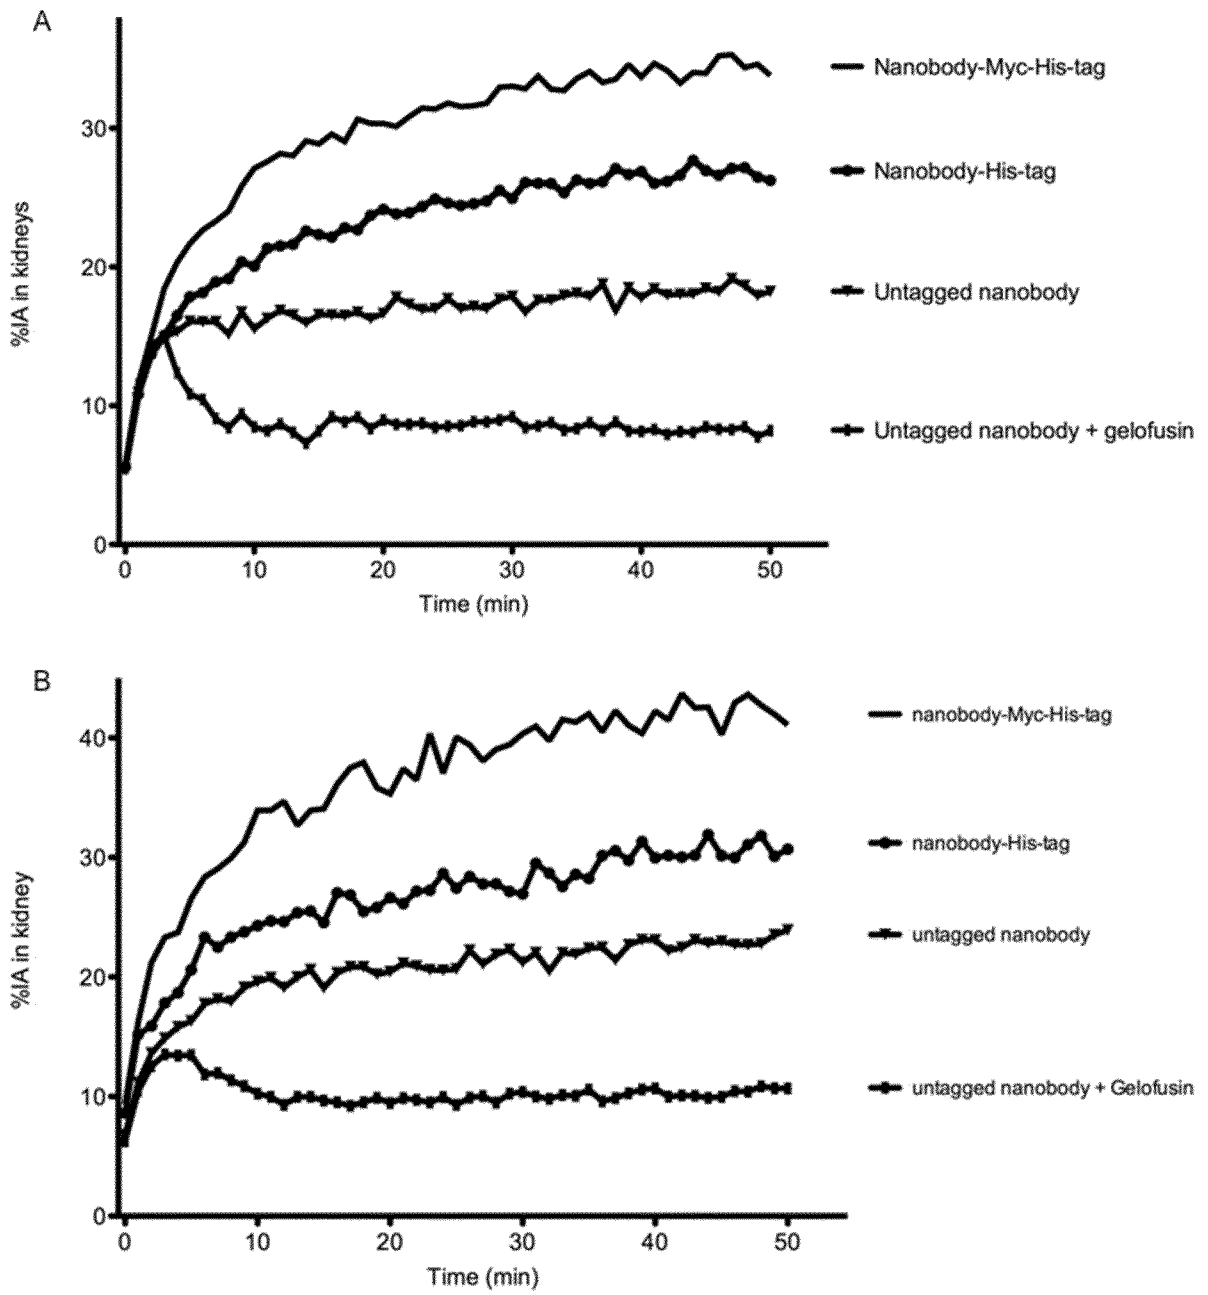 A
Nanobody-Myc-His-tag
30
Nanobody-His-tag
%IA in kidneys
20
Untagged nanobody
10
Untagged nanobody + gelofusin
0
0 10 20 30 40 50
Time (min)
B
nanobody-Myc-His-tag
40
nanobody-His-tag
30
%IA in kidney
untagged nanobody
20
untagged nanobody + Gelofusin
10
0
0 10 20 30 40 50
Time (min)